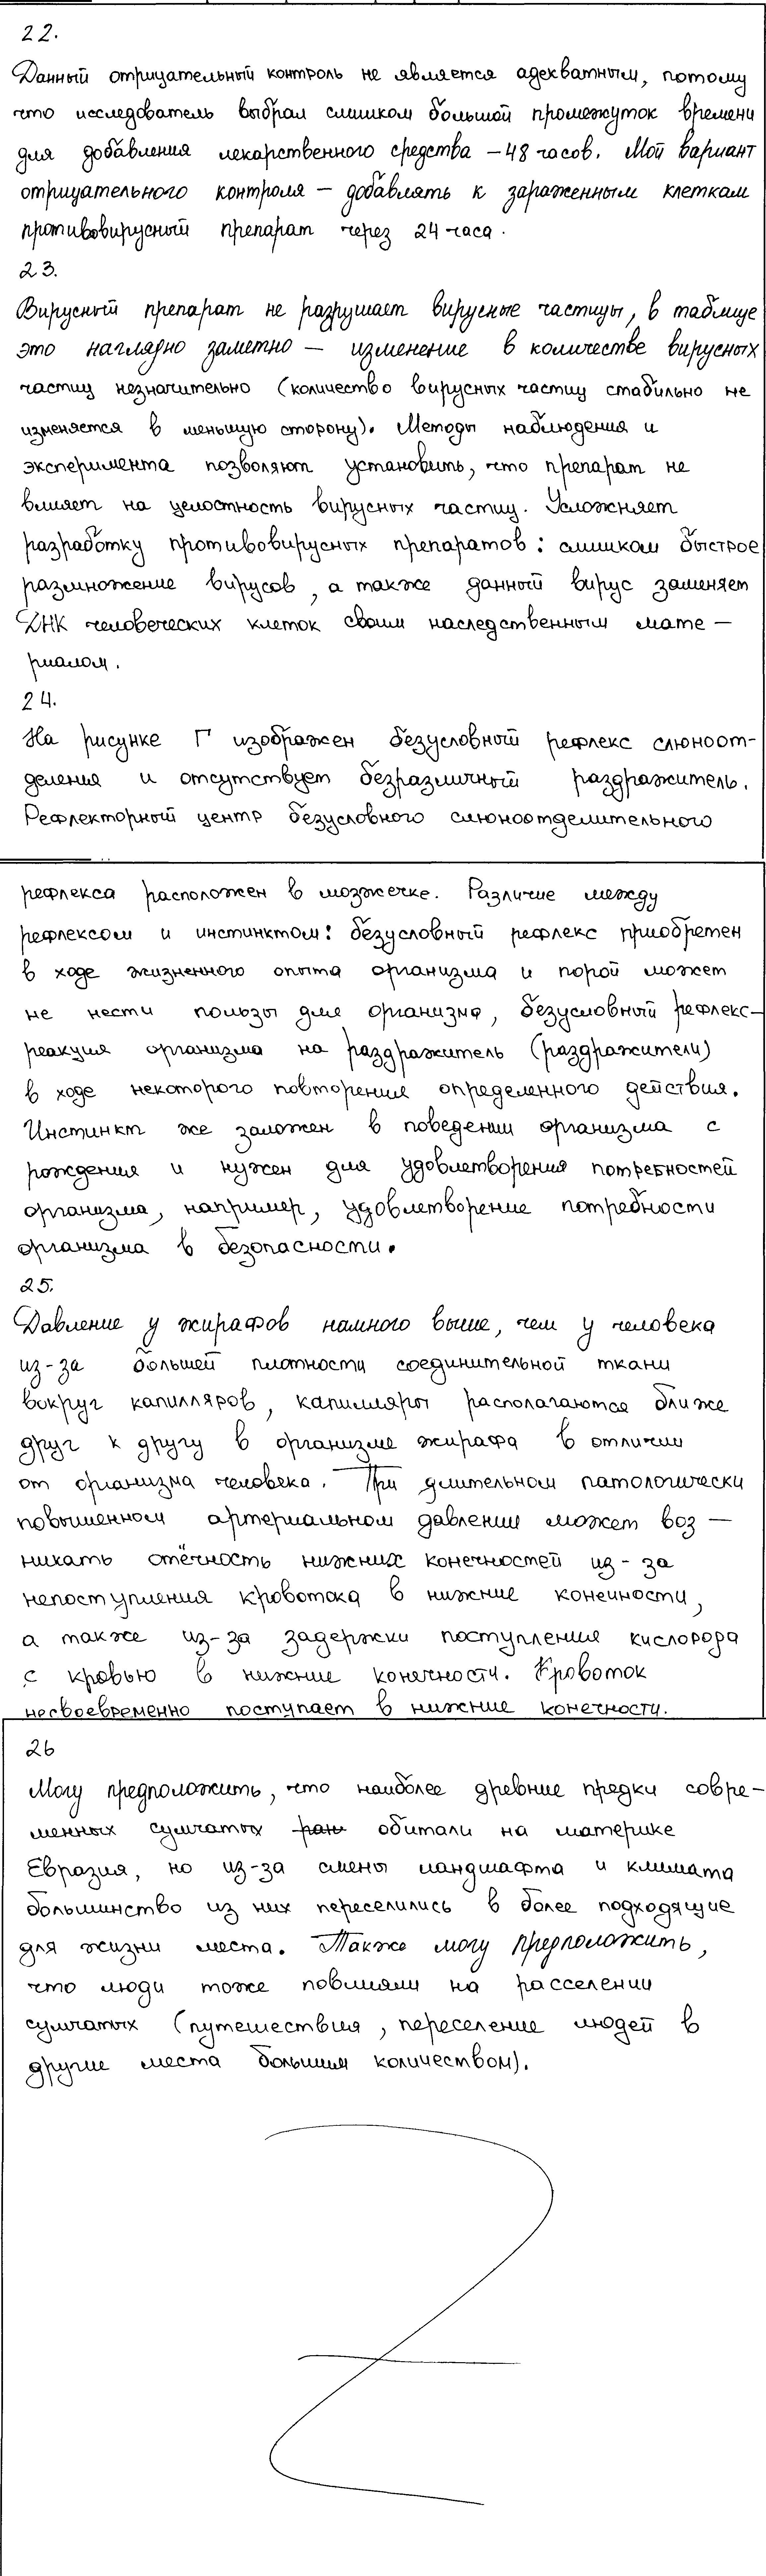 22.
Данный отрицательный контроль не является адекватным, потому
что исследователь выбрал слишком большой промежуток времени
для добавления лекарственного средства – 48 часов. Мой вариант
отрицательного контроля – добавлять к зараженным клеткам
противовирусный препарат через 24 часа.
23.
Вирусный препарат не разрушает вирусные частицы, в таблице
это наглядно заметно – изменение в количестве вирусных
частиц незначительно (количество вирусных частиц стабильно не
изменяется в меньшую сторону). Методы наблюдения и
эксперимента позволяют установить, что препарат не
влияет на целостность вирусных частиц. Усложняет
разработку противовирусных препаратов: слишком быстрое
размножение вирусов, а также данный вирус заменяет
ДНК человеческих клеток своим наследственным мате –
риалом.
24.
На рисунке Г изображен безусловный рефлекс слюноот-
деления и отсутствует безразличный раздражитель.
Рефлекторный центр безусловного слюноотделительного
рефлекса расположен в мозжечке. Различие между
рефлексом и инстинктом: безусловный рефлекс приобретен
в ходе жизненного опыта организма и порой может
не нести пользы для организма, безусловный рефлекс–
реакция организма на раздражитель (раздражители)
в ходе некоторого повторения определенного действия.
Инстинкт же заложен в поведении организма с
рождения и нужен для удовлетворения потребностей
организма, например, удовлетворение потребности
организма в безопасности.
25.
Давление у жирафов намного выше, чем у человека
из-за большей плотности соединительной ткани
вокруг капилляров, капилляры располагаются ближе
друг к другу в организме жирафа в отличии
от организма человека. При длительном патологически
повышенном артериальном давлении может воз –
никать отёчность нижних конечностей из-за
непоступления кровотока в нижние конечности,
а также из-за задержки поступления кислорода
с кровью в нижние конечности. Кровоток
несвоевременно поступает в нижние конечности.
26
Могу предположить, что наиболее древние предки совре–
менных сумчатых ран обитали на материке
Евразия, но из-за смены ландшафта и климата
большинство из них переселились в более подходящие
для жизни места. Также могу предположить,
что люди тоже повлияли на расселении
сумчатых (путешествия, переселение людей в
другие места большим количеством).